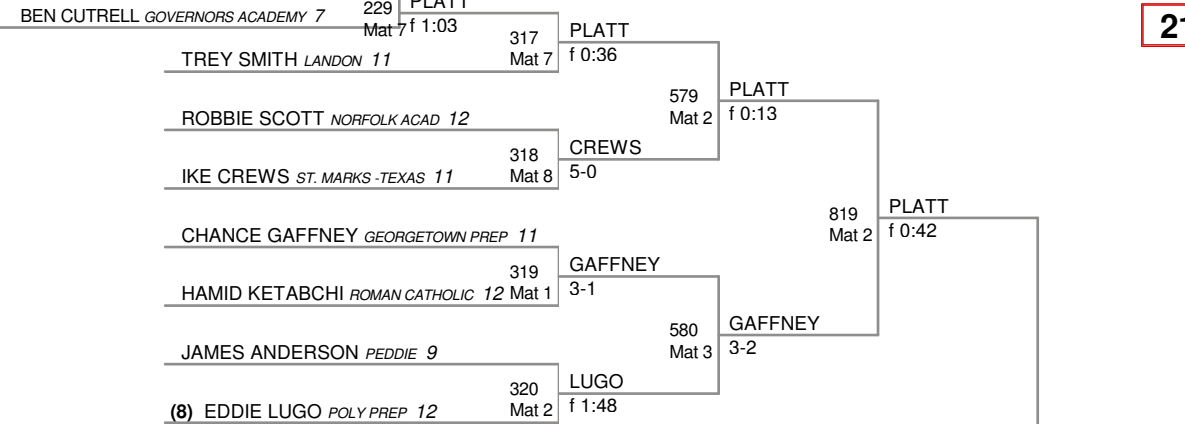 PLATT
BEN CUTRELL GOVERNORS ACADEMY 7
229
Mat 7
f 1:03
317
Mat 7
PLATT
f 0:36
TREY SMITH LANDON 11
579
Mat 2
PLATT
f 0:13
ROBBIE SCOTT NORFOLK ACAD 12
318
Mat 8
CREWS
5-0
IKE CREWS ST. MARKS -TEXAS 11
819
Mat 2
PLATT
f 0:42
CHANCE GAFFNEY GEORGETOWN PREP 11
319
Mat 1
GAFFNEY
3-1
HAMID KETABCHI ROMAN CATHOLIC 12
580
Mat 3
GAFFNEY
3-2
JAMES ANDERSON PEDDIE 9
320
Mat 2
LUGO
f 1:48
(8) EDDIE LUGO POLY PREP 12